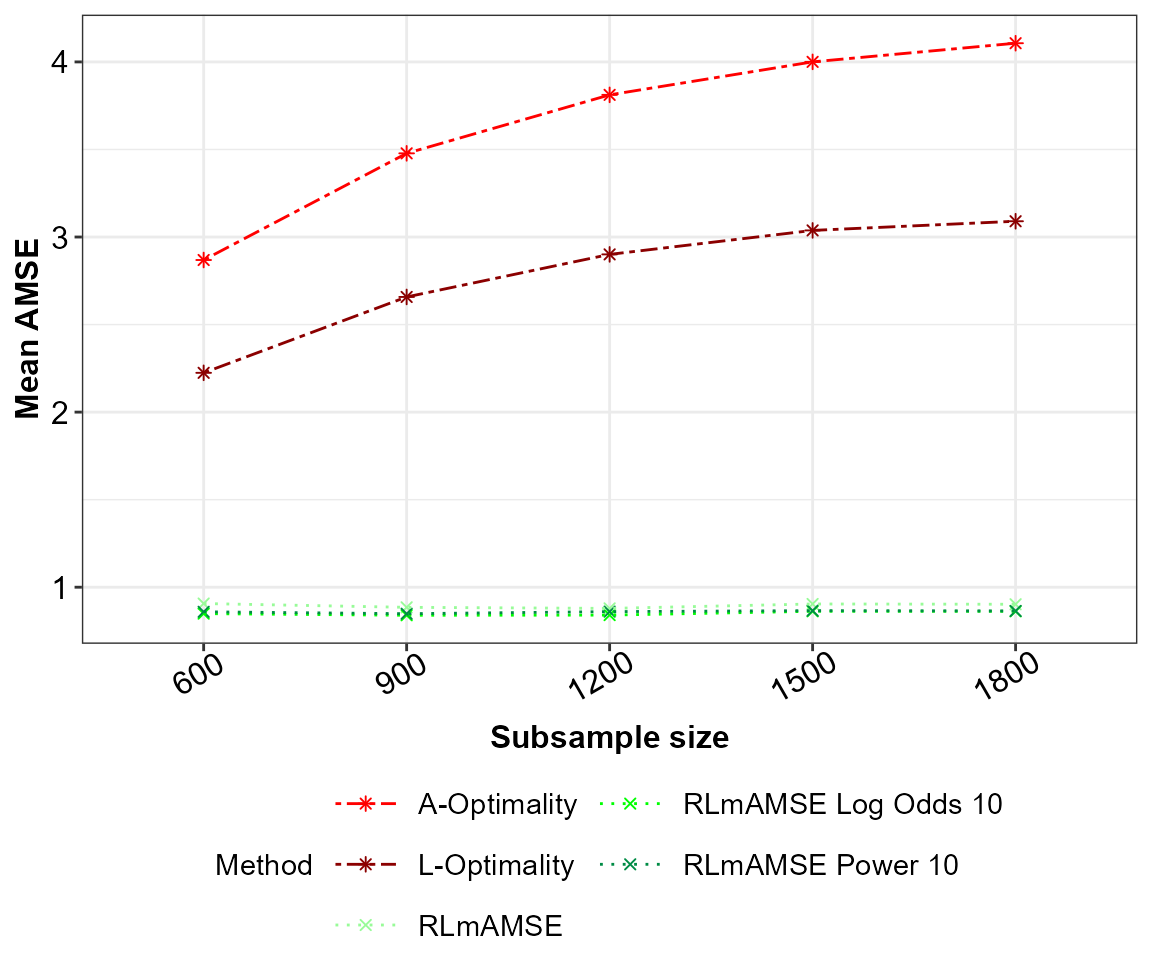 Mean AMSE
4
3
2
1
600
900
1200
1500
1800
Subsample size
Method
A-Optimality
L-Optimality
RLmAMSE
RLmAMSE Log Odds 10
RLmAMSE Power 10